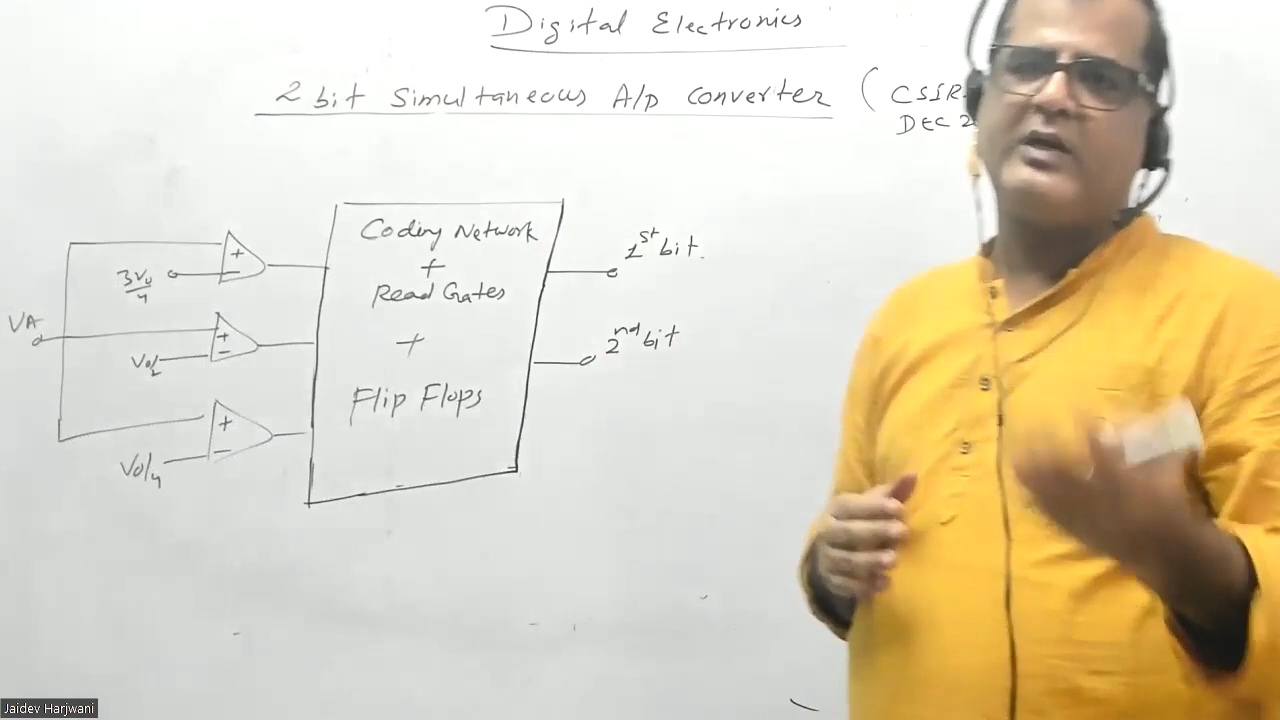 Digital Electronics
2 bit Simultaneous A/D converter (CSIR-
DEC 2
Coding Network
+
Read Gates
+
Flip Flops
1st bit.
2nd bit
+
-
3V0/4
VA
+
-
V0/2
+
-
V0/4
Jaidev Harjwani